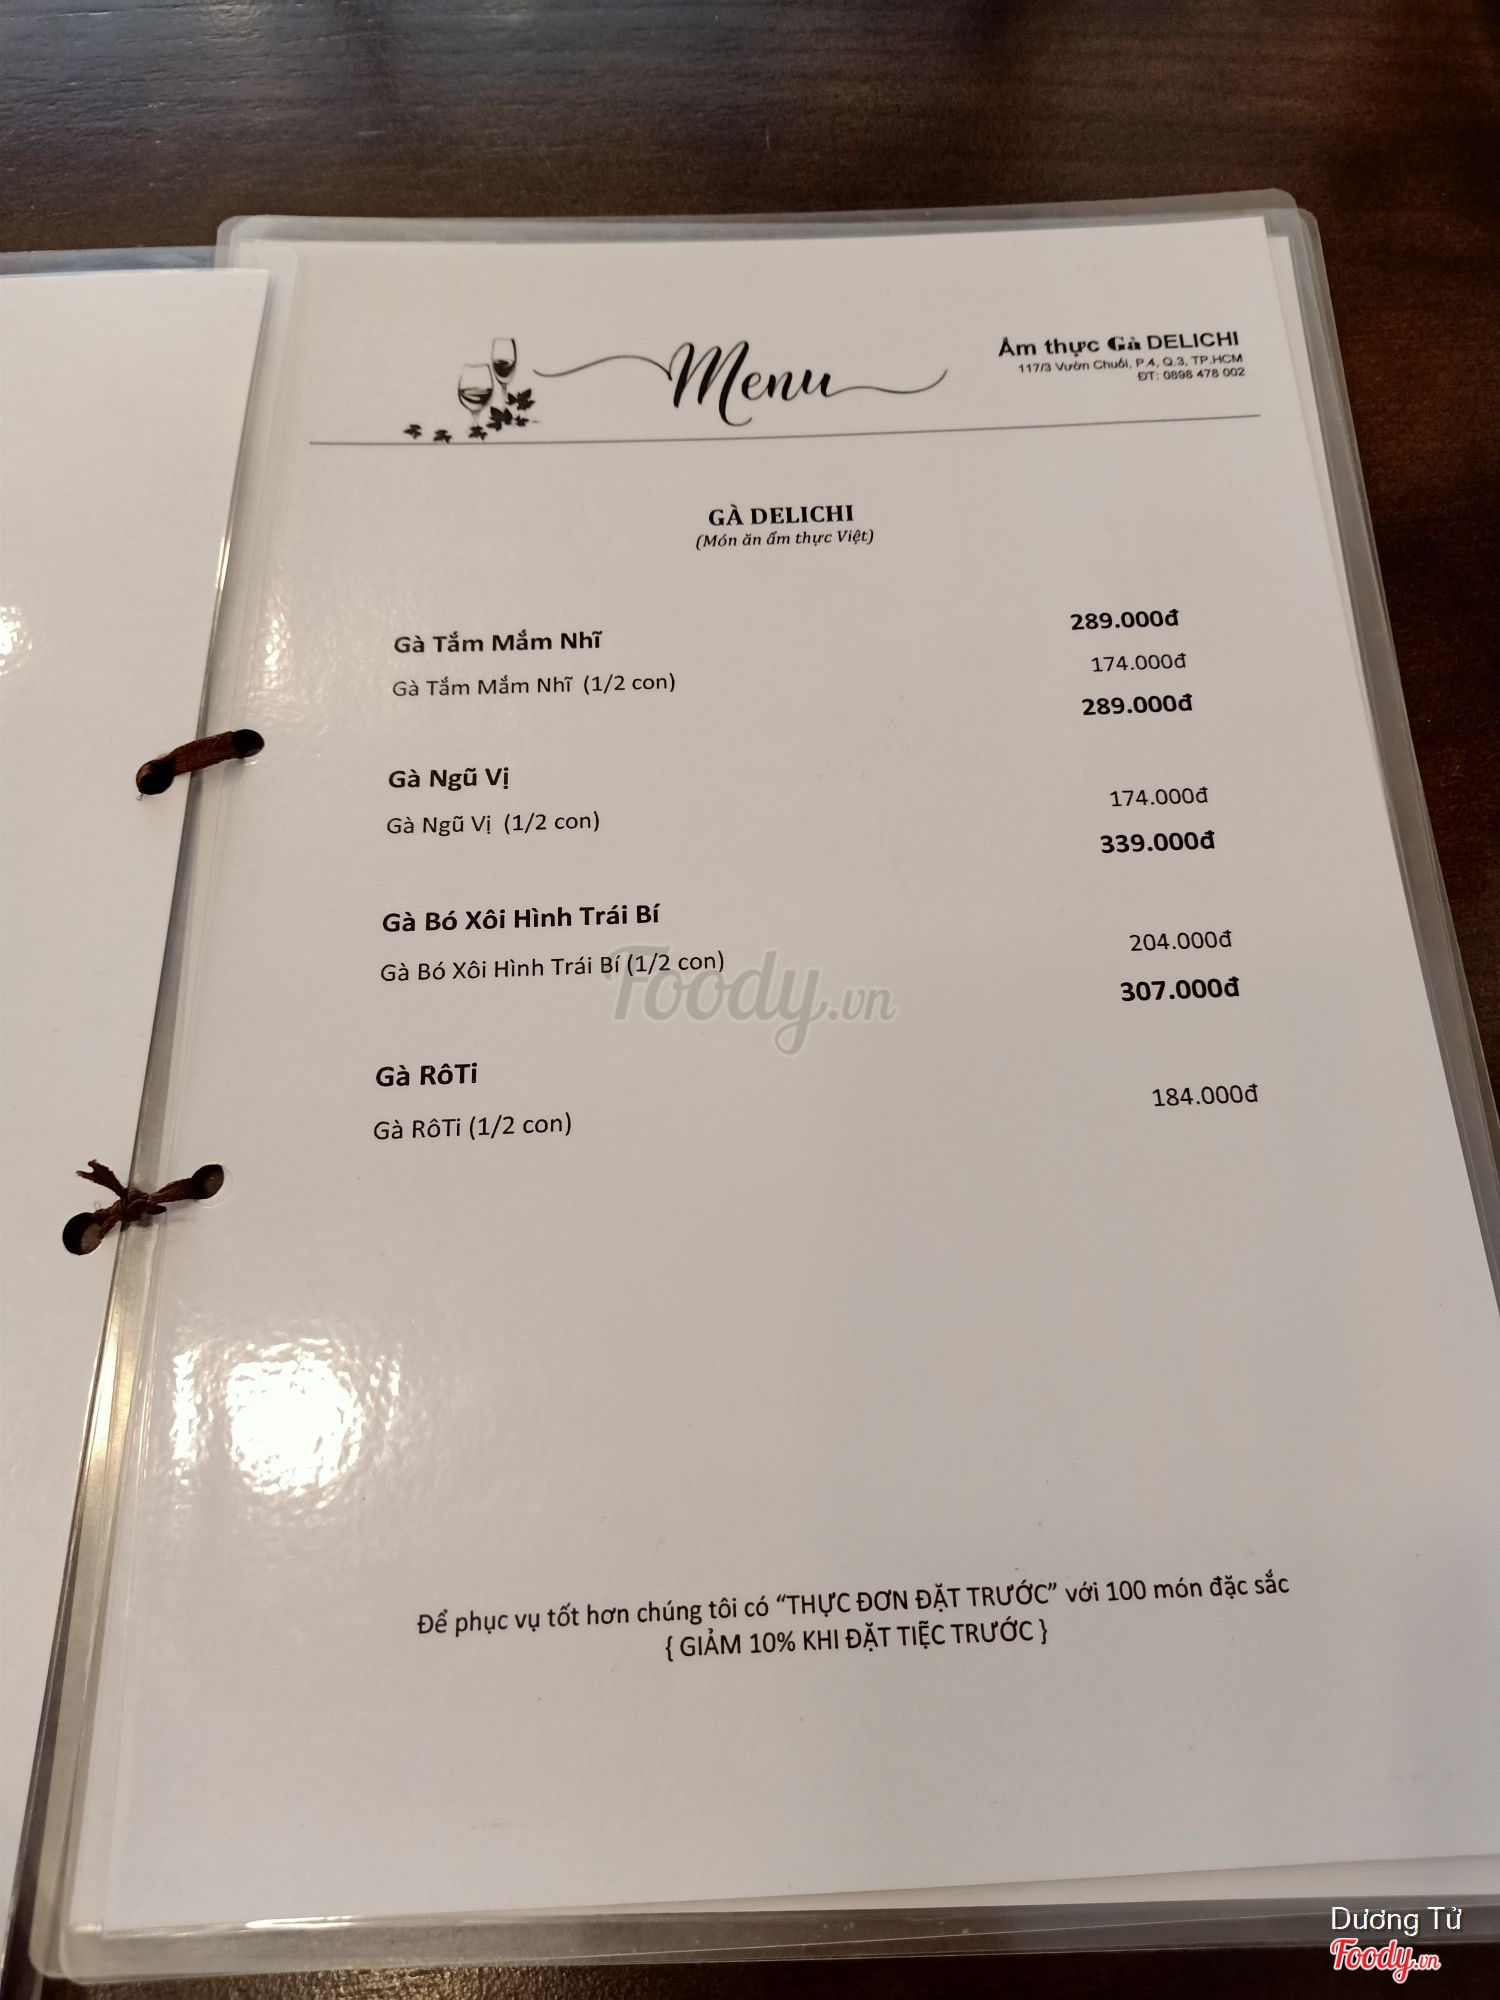 Menu
Ẩm thực Gà DELICHI
117/3 Vườn Chuối, P.4, Q.3, TP.HCM
ĐT: 0898 478 002
GÀ DELICHI
(Món ăn ẩm thực Việt)
Gà Tắm Mắm Nhĩ 289.000đ
Gà Tắm Mắm Nhĩ (1/2 con) 174.000đ
289.000đ
Gà Ngũ Vị
Gà Ngũ Vị (1/2 con) 174.000đ
339.000đ
Gà Bó Xôi Hình Trái Bí
Gà Bó Xôi Hình Trái Bí (1/2 con) 204.000đ
307.000đ
Gà RôTi
Gà RôTi (1/2 con) 184.000đ
Foody.vn
Để phục vụ tốt hơn chúng tôi có “THỰC ĐƠN ĐẶT TRƯỚC” với 100 món đặc sắc
{ GIẢM 10% KHI ĐẶT TIỆC TRƯỚC }
Dương Tử
Foody.vn